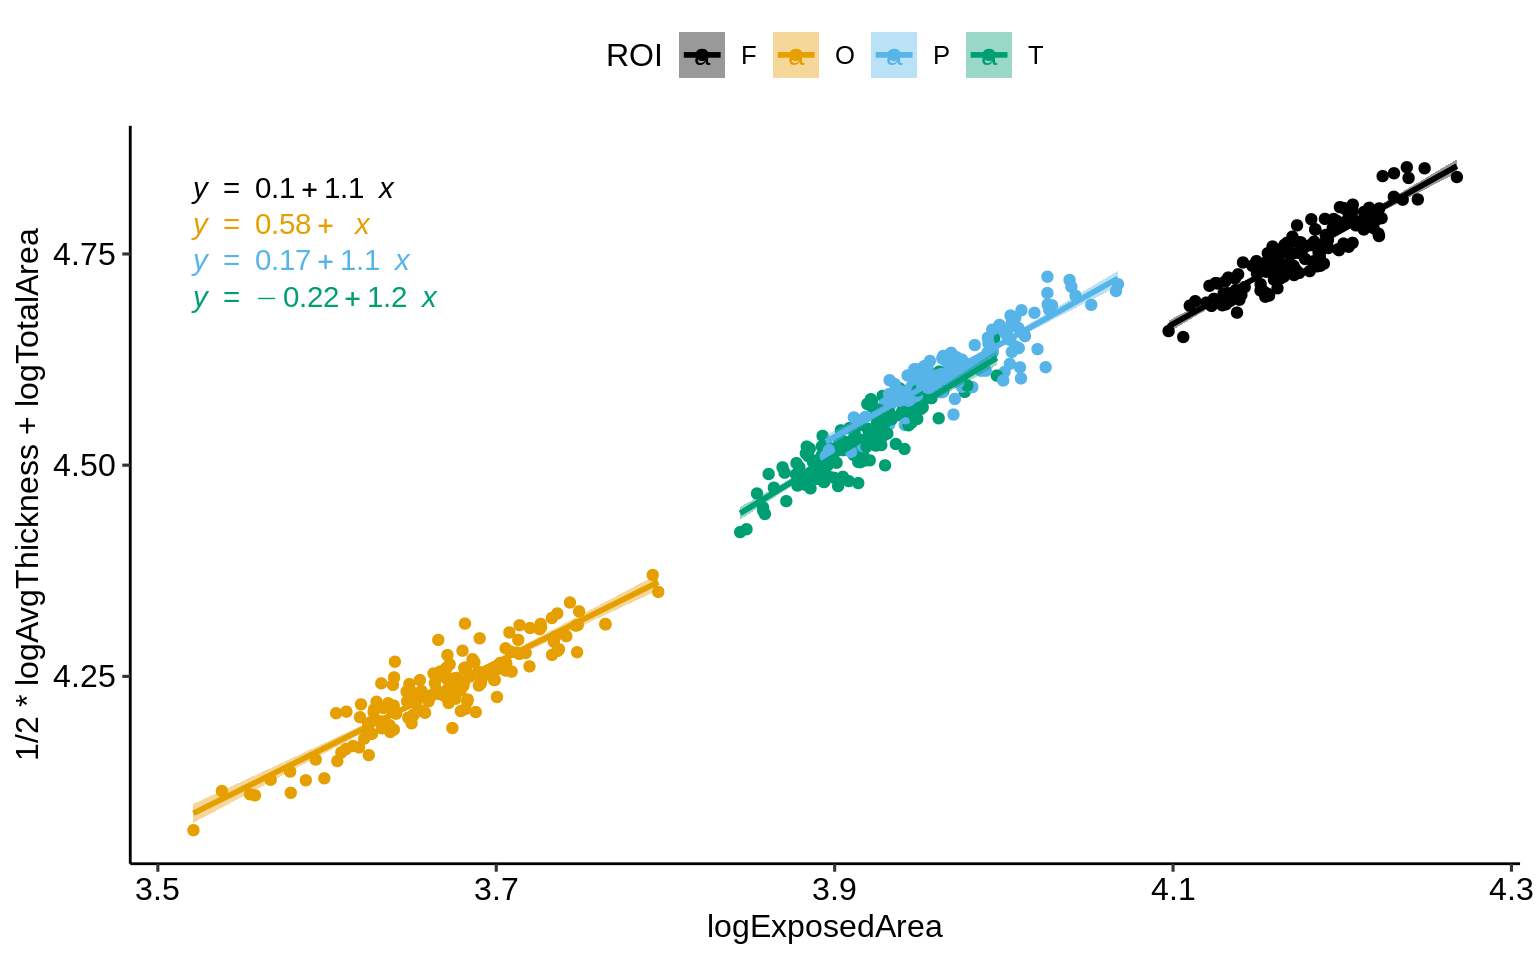 ROI a F a O a P a T
y = 0.1 + 1.1 x
y = 0.58 + x
y = 0.17 + 1.1 x
y = − 0.22 + 1.2 x
1/2 * logAvgThickness + logTotalArea
4.75
4.50
4.25
3.5 3.7 3.9 4.1 4.3
logExposedArea